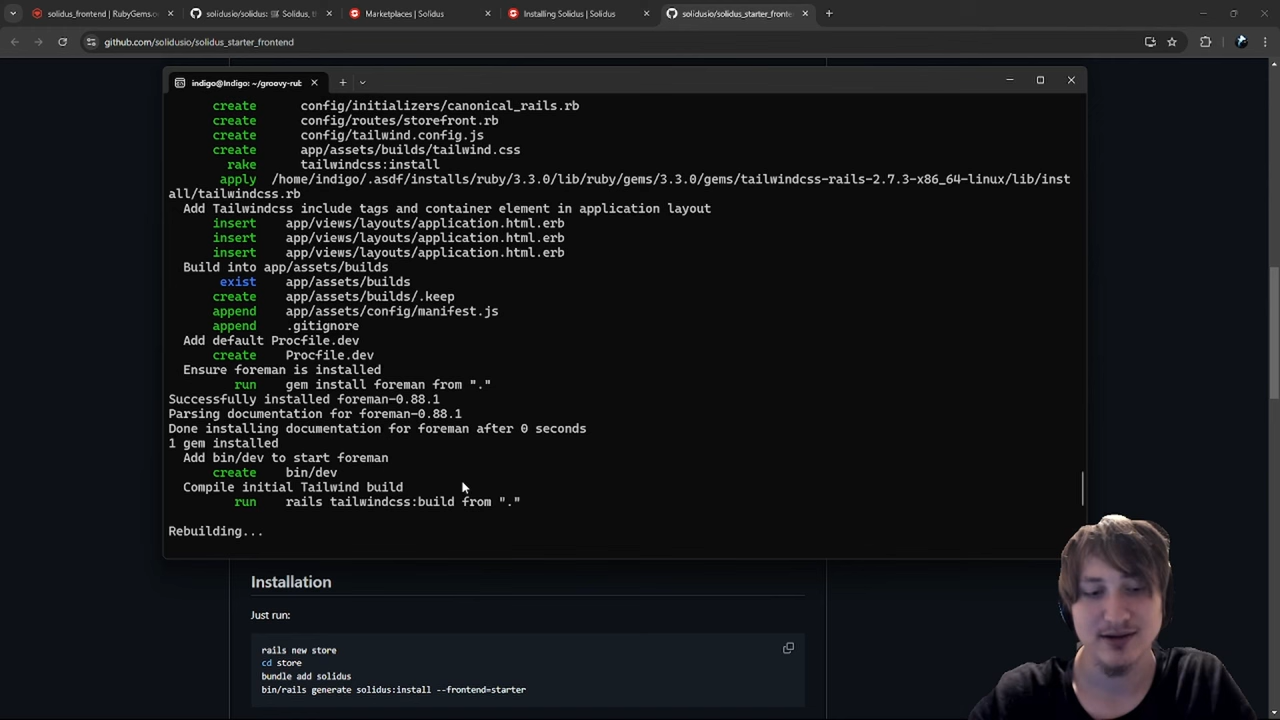 solidus_frontend | RubyGems.o
solidusio/solidus: 🛒 Solidus, t
Marketplaces | Solidus
Installing Solidus | Solidus
solidusio/solidus_starter_fronte
github.com/solidusio/solidus_starter_frontend
indigo@Indigo: ~/groovy-rub
create config/initializers/canonical_rails.rb
create config/routes/storefront.rb
create config/tailwind.config.js
create app/assets/builds/tailwind.css
rake tailwindcss:install
apply /home/indigo/.asdf/installs/ruby/3.3.0/lib/ruby/gems/3.3.0/gems/tailwindcss-rails-2.7.3-x86_64-linux/lib/inst
all/tailwindcss.rb
Add Tailwindcss include tags and container element in application layout
insert app/views/layouts/application.html.erb
insert app/views/layouts/application.html.erb
insert app/views/layouts/application.html.erb
Build into app/assets/builds
exist app/assets/builds
create app/assets/builds/.keep
append app/assets/config/manifest.js
append .gitignore
Add default Procfile.dev
create Procfile.dev
Ensure foreman is installed
run gem install foreman from "."
Successfully installed foreman-0.88.1
Parsing documentation for foreman-0.88.1
Done installing documentation for foreman after 0 seconds
1 gem installed
Add bin/dev to start foreman
create bin/dev
Compile initial Tailwind build
run rails tailwindcss:build from "."
Rebuilding...
Installation
Just run:
rails new store
cd store
bundle add solidus
bin/rails generate solidus:install --frontend=starter